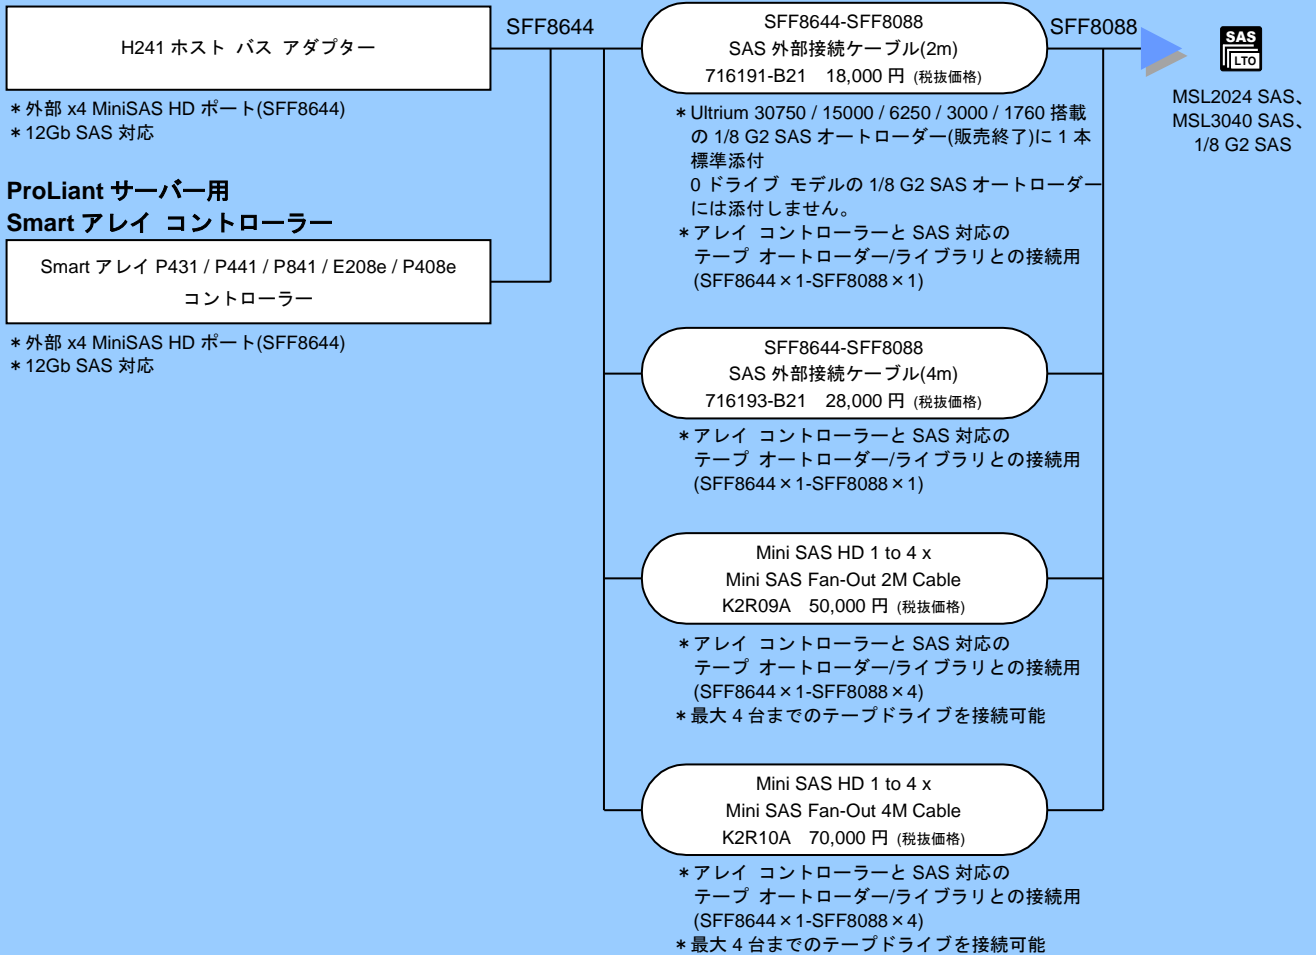 H241 ホスト バス アダプター
＊外部 x4 MiniSAS HD ポート(SFF8644)
＊12Gb SAS 対応
ProLiant サーバー用
Smart アレイ コントローラー
Smart アレイ P431 / P441 / P841 / E208e / P408e
コントローラー
＊外部 x4 MiniSAS HD ポート(SFF8644)
＊12Gb SAS 対応
SFF8644
SFF8644-SFF8088
SAS 外部接続ケーブル(2m)
716191-B21 18,000 円 (税抜価格)
＊Ultrium 30750 / 15000 / 6250 / 3000 / 1760 搭載
の 1/8 G2 SAS オートローダー(販売終了)に 1 本
標準添付
0 ドライブ モデルの 1/8 G2 SAS オートローダー
には添付しません。
＊アレイ コントローラーと SAS 対応の
テープ オートローダー/ライブラリとの接続用
(SFF8644×1-SFF8088×1)
SFF8644-SFF8088
SAS 外部接続ケーブル(4m)
716193-B21 28,000 円 (税抜価格)
＊アレイ コントローラーと SAS 対応の
テープ オートローダー/ライブラリとの接続用
(SFF8644×1-SFF8088×1)
Mini SAS HD 1 to 4 x
Mini SAS Fan-Out 2M Cable
K2R09A 50,000 円 (税抜価格)
＊アレイ コントローラーと SAS 対応の
テープ オートローダー/ライブラリとの接続用
(SFF8644×1-SFF8088×4)
＊最大 4 台までのテープドライブを接続可能
Mini SAS HD 1 to 4 x
Mini SAS Fan-Out 4M Cable
K2R10A 70,000 円 (税抜価格)
＊アレイ コントローラーと SAS 対応の
テープ オートローダー/ライブラリとの接続用
(SFF8644×1-SFF8088×4)
＊最大 4 台までのテープドライブを接続可能
SFF8088
SAS
LTO
MSL2024 SAS、
MSL3040 SAS、
1/8 G2 SAS